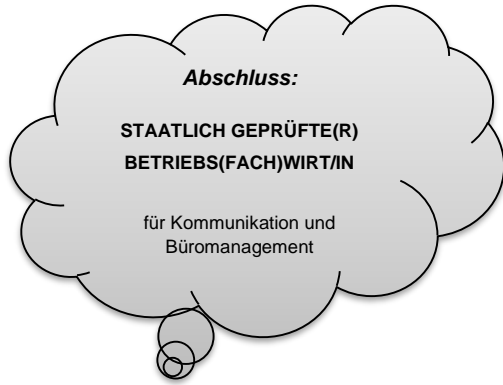 Abschluss:
STAATLICH GEPRÜFTE(R)
BETRIEBS(FACH)WIRT/IN
für Kommunikation und
Büromanagement